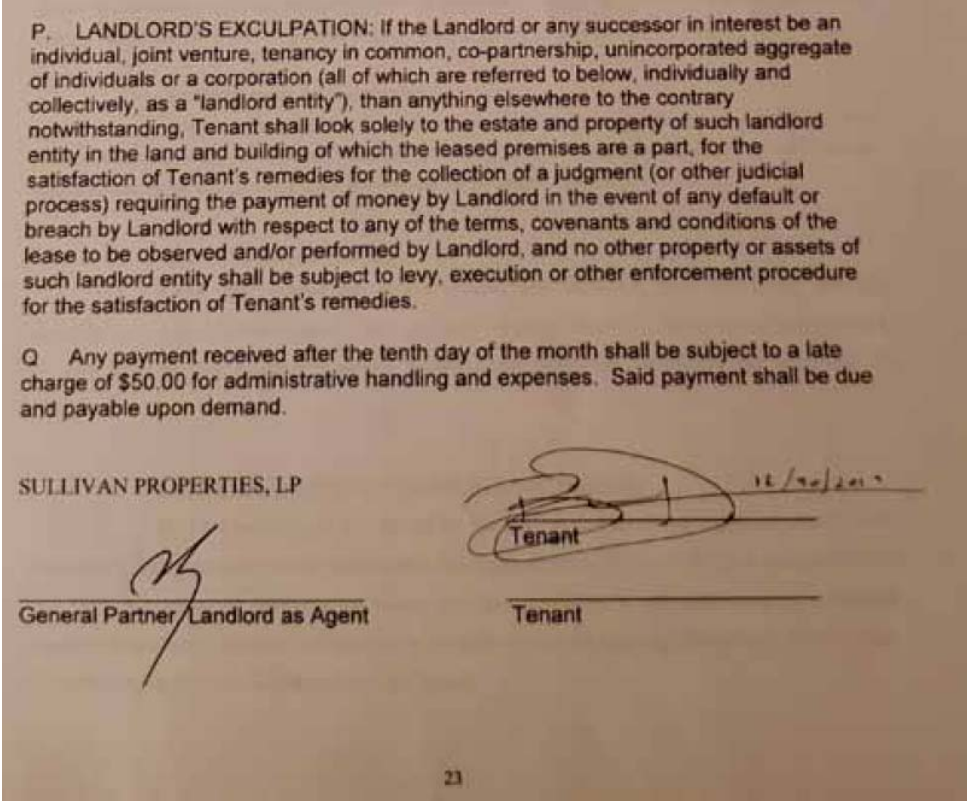 P. LANDLORD'S EXCULPATION: If the Landlord or any successor in interest be an
individual, joint venture, tenancy in common, co-partnership, unincorporated aggregate
of individuals or a corporation (all of which are referred to below, individually and
collectively, as a "landlord entity"), than anything elsewhere to the contrary
notwithstanding, Tenant shall look solely to the estate and property of such landlord
entity in the land and building of which the leased premises are a part, for the
satisfaction of Tenant's remedies for the collection of a judgment (or other judicial
process) requiring the payment of money by Landlord in the event of any default or
breach by Landlord with respect to any of the terms, covenants and conditions of the
lease to be observed and/or performed by Landlord, and no other property or assets of
such landlord entity shall be subject to levy, execution or other enforcement procedure
for the satisfaction of Tenant's remedies.
Q Any payment received after the tenth day of the month shall be subject to a late
charge of $50.00 for administrative handling and expenses. Said payment shall be due
and payable upon demand.
SULLIVAN PROPERTIES, LP
Tenant
General Partner/Landlord as Agent
Tenant
23